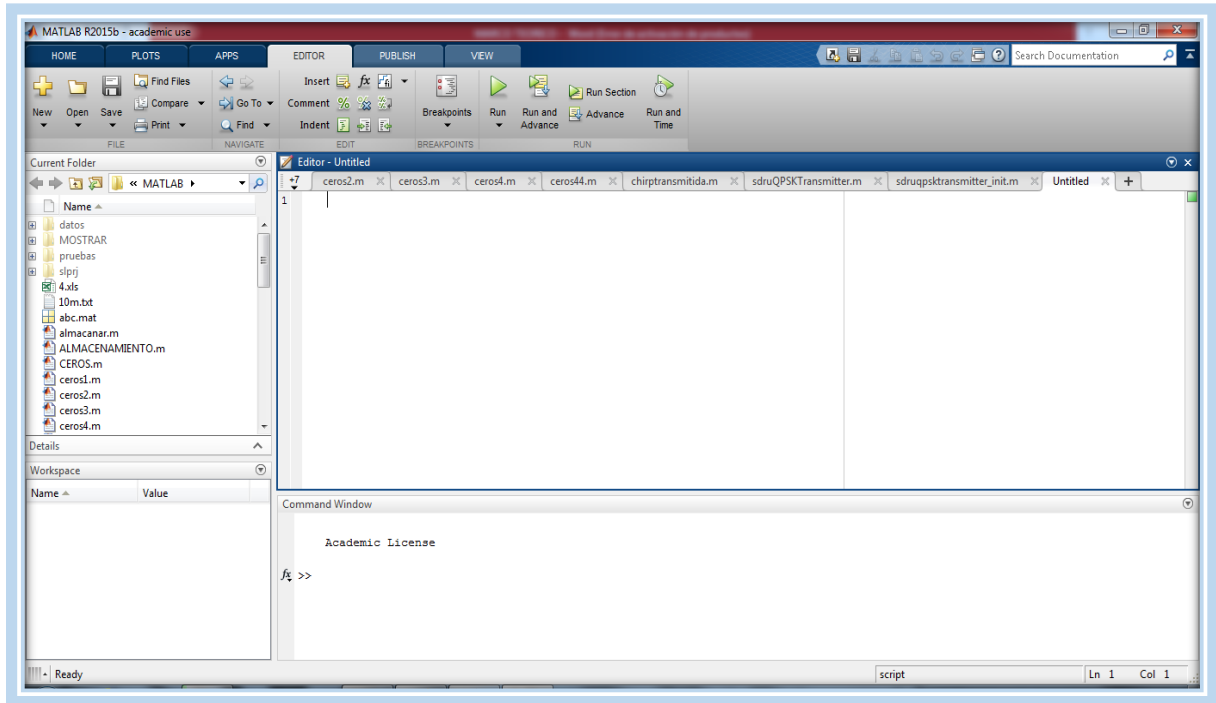 MATLAB R2015b - academic use
HOME PLOTS APPS EDITOR PUBLISH VIEW
Search Documentation
New Open Save
Find Files
Compare
Print
Go To
Find
Insert
Comment
Indent
Breakpoints
Run
Run and Advance
Run Section
Advance
Run and Time
FILE NAVIGATE EDIT BREAKPOINTS RUN
Current Folder
« MATLAB
Name
datos
MOSTRAR
pruebas
slprj
4.xls
10m.txt
abc.mat
almacanar.m
ALMACENAMIENTO.m
CEROS.m
ceros1.m
ceros2.m
ceros3.m
ceros4.m
Details
Workspace
Name Value
Editor - Untitled
+7 ceros2.m ceros3.m ceros4.m ceros44.m chirptransmitida.m sdruQPSKTransmitter.m sdruqpsktransmitter_init.m Untitled +
1
Command Window
Academic License
fx >>
Ready
script
Ln 1 Col 1